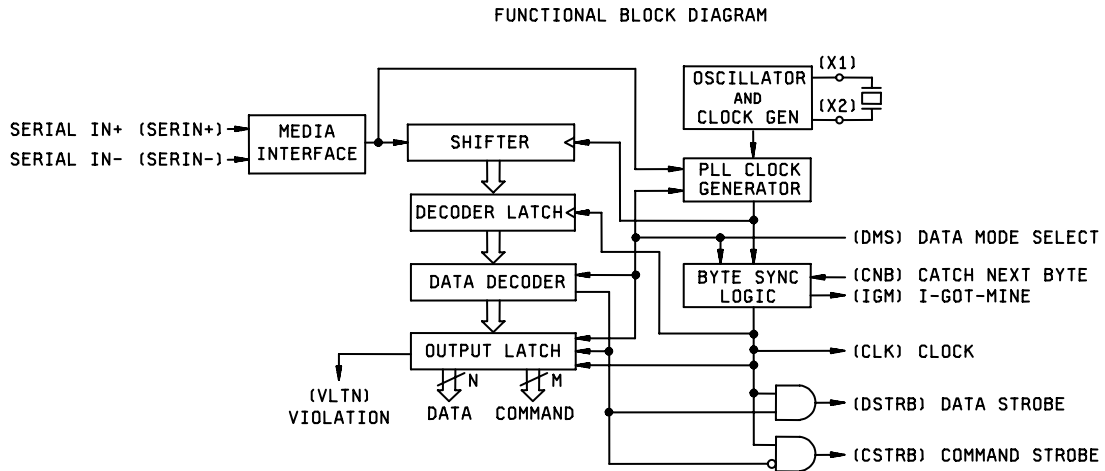 FUNCTIONAL BLOCK DIAGRAM
OSCILLATOR
AND
CLOCK GEN
(X1)
(X2)
SERIAL IN+ (SERIN+)
SERIAL IN- (SERIN-)
MEDIA
INTERFACE
SHIFTER
PLL CLOCK
GENERATOR
DECODER LATCH
(DMS) DATA MODE SELECT
DATA DECODER
BYTE SYNC
LOGIC
(CNB) CATCH NEXT BYTE
(IGM) I-GOT-MINE
OUTPUT LATCH
(CLK) CLOCK
N
M
(VLTN)
VIOLATION
DATA
COMMAND
(DSTRB) DATA STROBE
(CSTRB) COMMAND STROBE